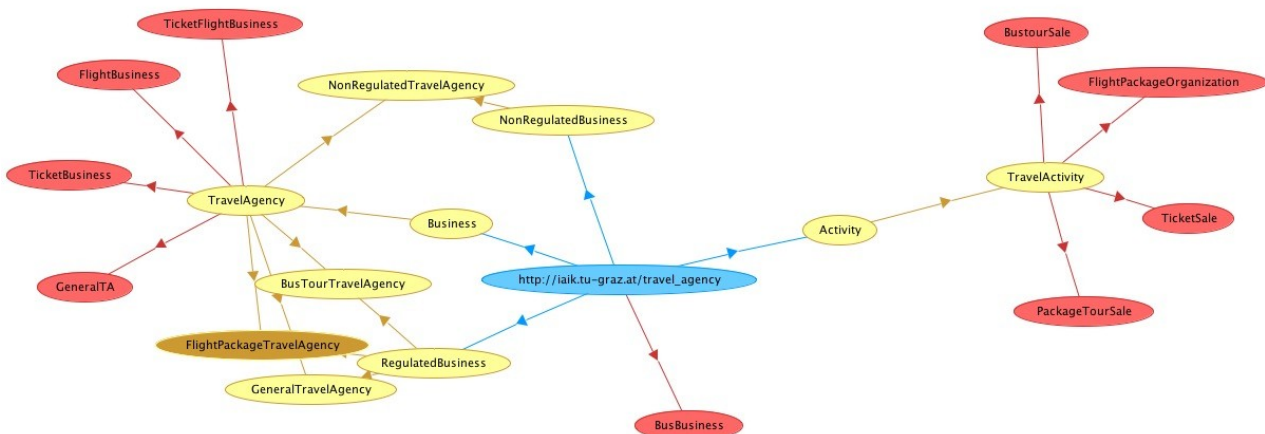 TicketFlightBusiness
BustourSale
FlightBusiness
NonRegulatedTravelAgency
FlightPackageOrganization
NonRegulatedBusiness
TicketBusiness
TravelActivity
TravelAgency
Business
Activity
TicketSale
GeneralTA
BusTourTravelAgency
http://iaik.tu-graz.at/travel_agency
PackageTourSale
FlightPackageTravelAgency
RegulatedBusiness
GeneralTravelAgency
BusBusiness